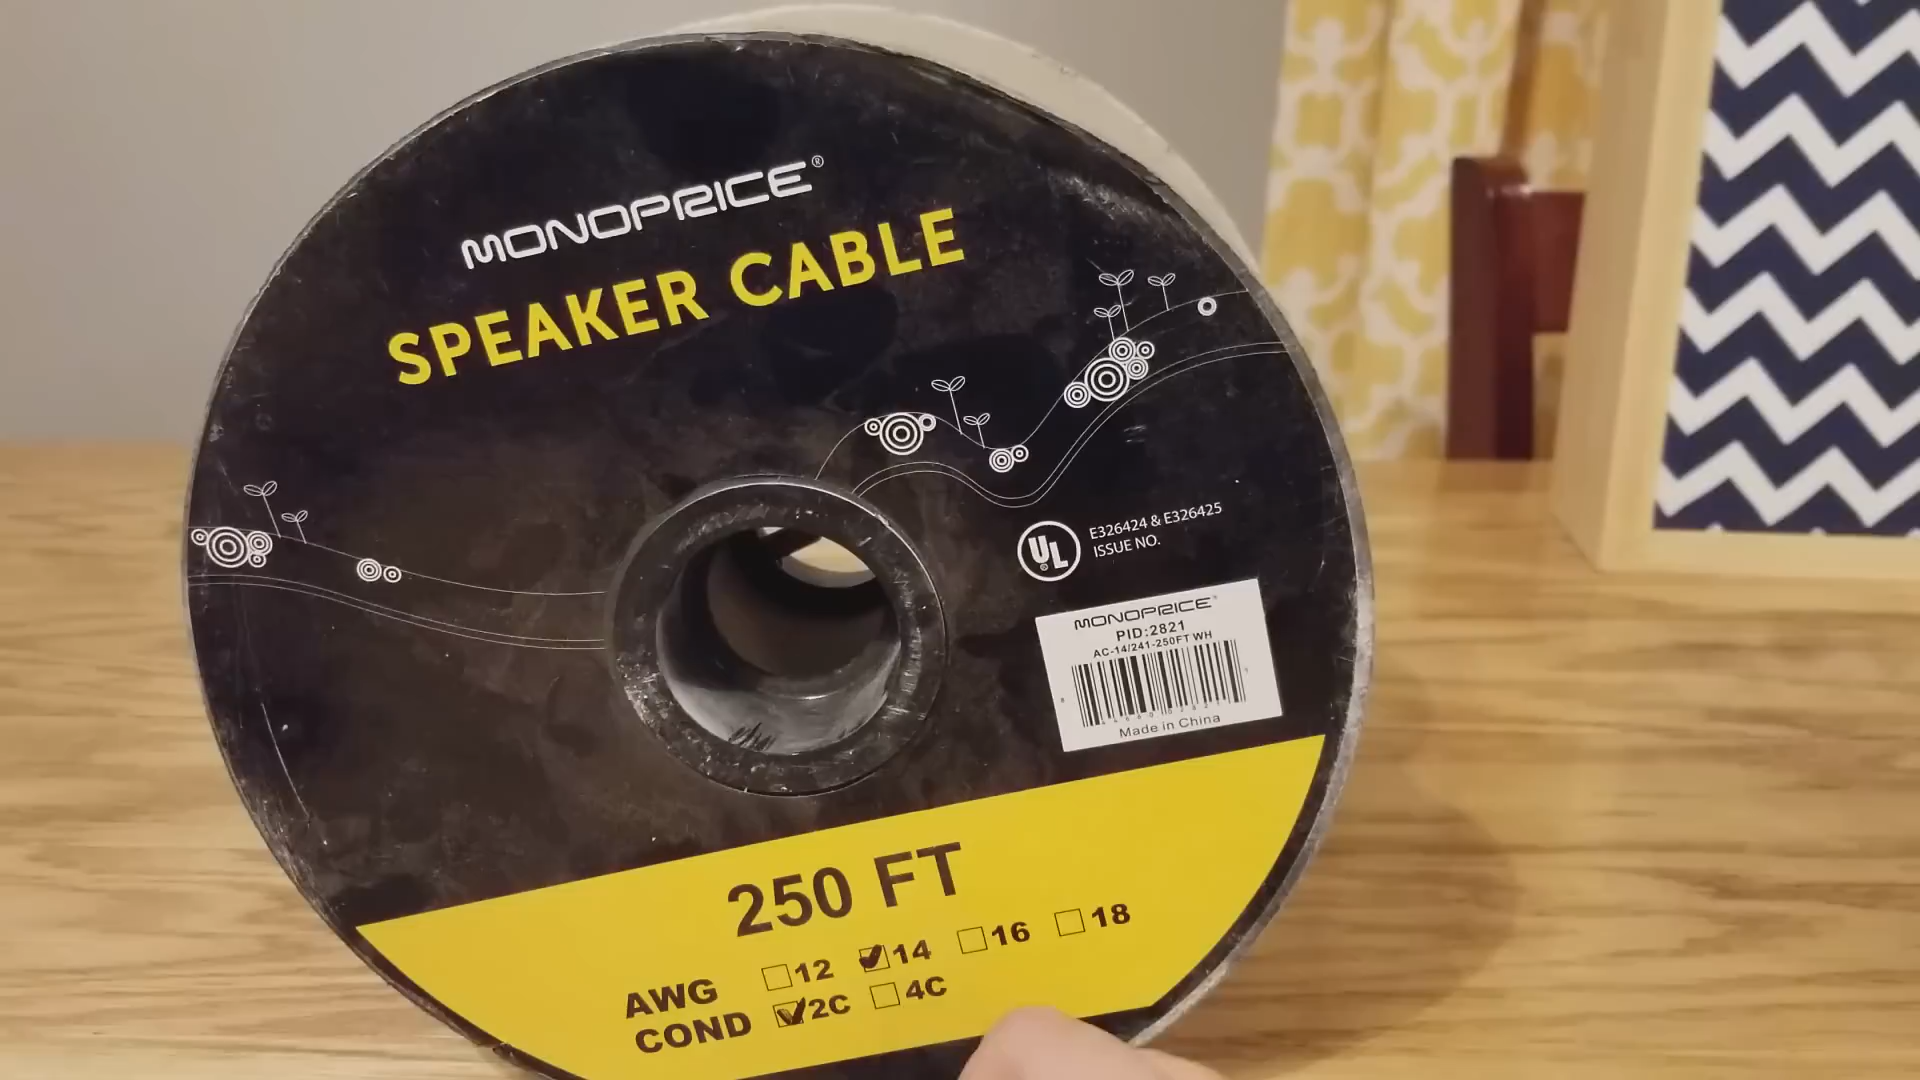 MONOPRICE®
SPEAKER CABLE
UL
E326424 & E326425
ISSUE NO.
MONOPRICE®
PID:2821
AC-14/241-250FT WH
Made in China
250 FT
AWG 12 14 16 18
COND 2C 4C